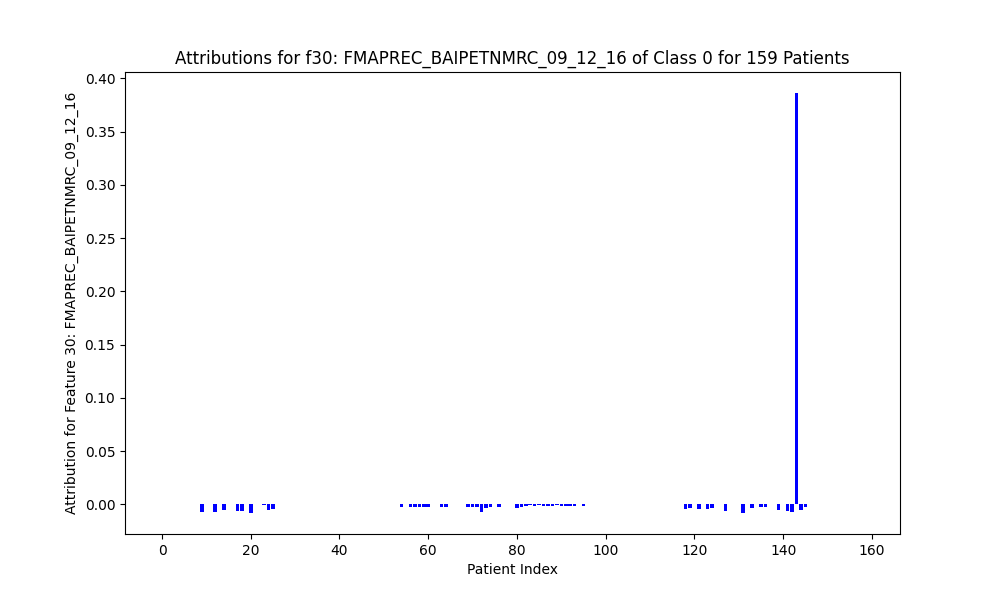 Attributions for f30: FMAPREC_BAIPETNMRC_09_12_16 of Class 0 for 159 Patients
Attribution for Feature 30: FMAPREC_BAIPETNMRC_09_12_16
0.40
0.35
0.30
0.25
0.20
0.15
0.10
0.05
0.00
0 20 40 60 80 100 120 140 160
Patient Index